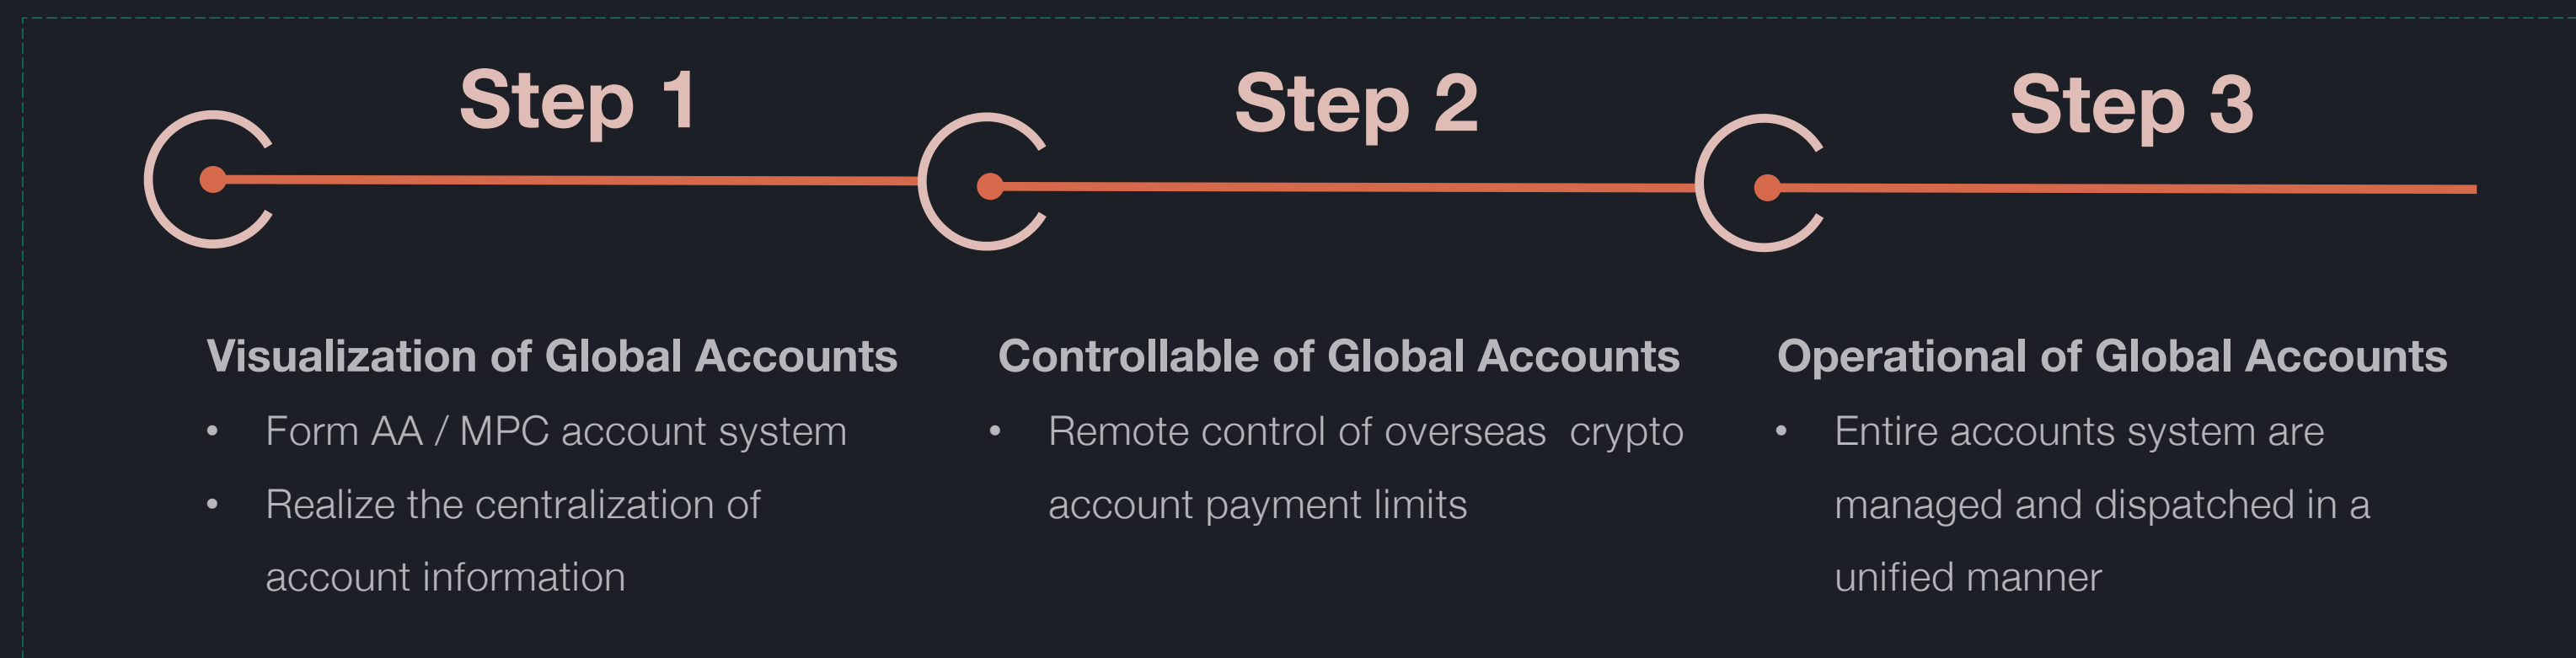 Step 1
Step 2
Step 3
Visualization of Global Accounts
• Form AA / MPC account system
• Realize the centralization of
account information
Controllable of Global Accounts
• Remote control of overseas  crypto
account payment limits
Operational of Global Accounts
• Entire accounts system are
managed and dispatched in a
unified manner